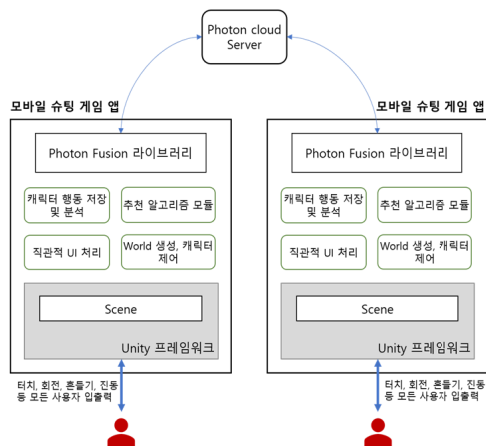 Photon cloud
Server
모바일 슈팅 게임 앱
Photon Fusion 라이브러리
캐릭터 행동 저장
및 분석
추천 알고리즘 모듈
직관적 UI 처리
World 생성, 캐릭터
제어
Scene
Unity 프레임워크
터치, 회전, 흔들기, 진동
등 모든 사용자 입출력
모바일 슈팅 게임 앱
Photon Fusion 라이브러리
캐릭터 행동 저장
및 분석
추천 알고리즘 모듈
직관적 UI 처리
World 생성, 캐릭터
제어
Scene
Unity 프레임워크
터치, 회전, 흔들기, 진동
등 모든 사용자 입출력